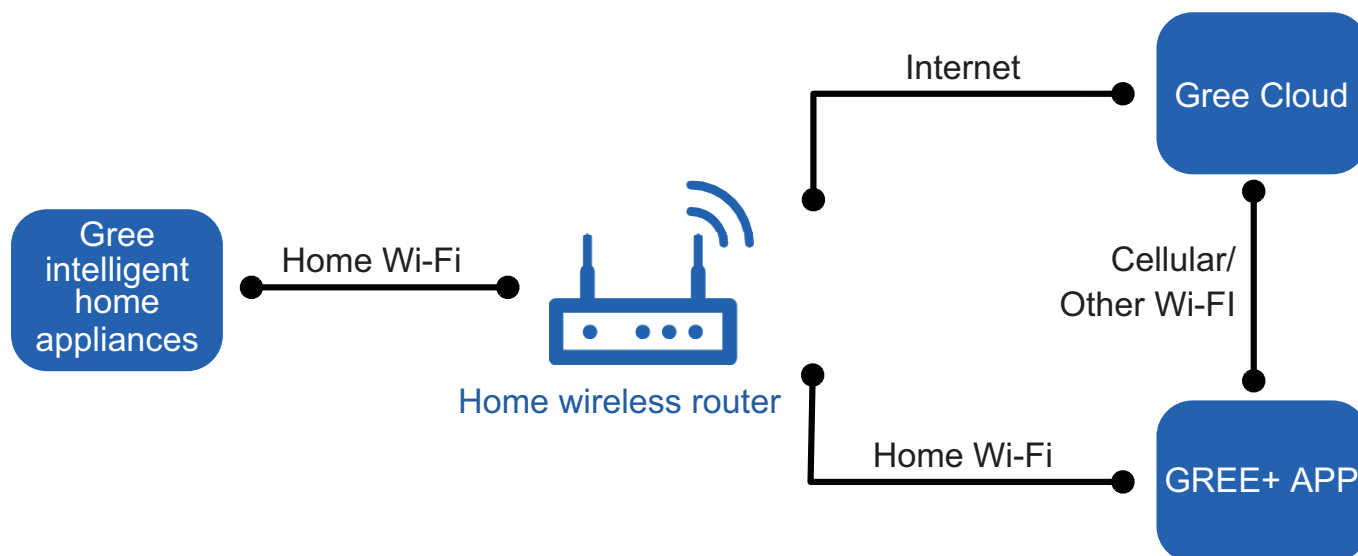 Internet
Gree Cloud
Gree
intelligent
home
appliances
Home Wi-Fi
Cellular/
Other Wi-FI
Home wireless router
Home Wi-Fi
GREE+ APP